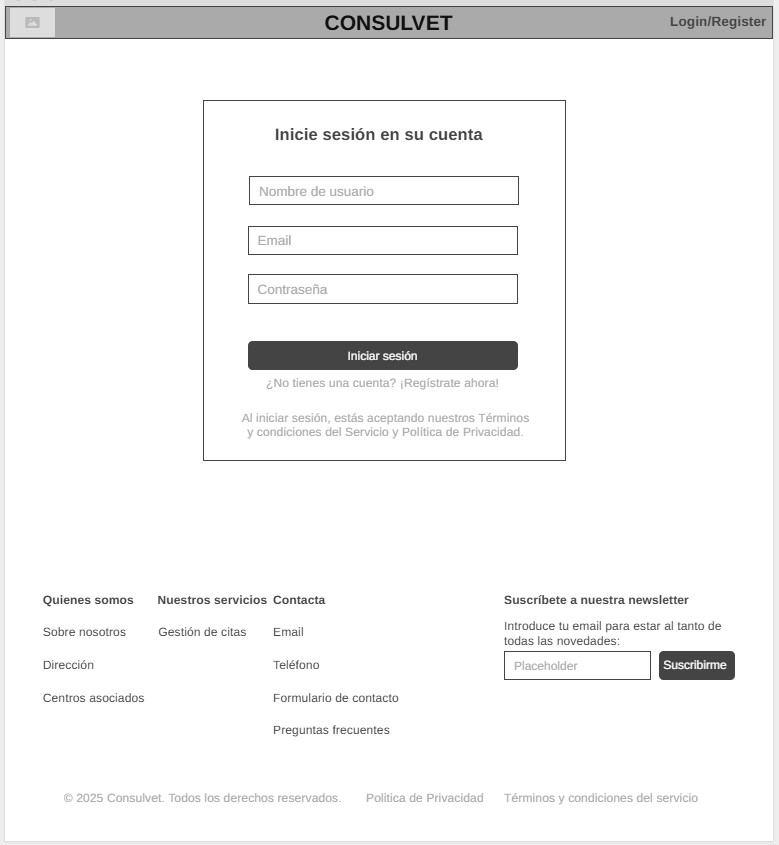 CONSULVET
Login/Register
Inicie sesión en su cuenta
Nombre de usuario
Email
Contraseña
Iniciar sesión
¿No tienes una cuenta? ¡Regístrate ahora!
Al iniciar sesión, estás aceptando nuestros Términos
y condiciones del Servicio y Política de Privacidad.
Quienes somos
Sobre nosotros
Dirección
Centros asociados
Nuestros servicios
Gestión de citas
Contacta
Email
Teléfono
Formulario de contacto
Preguntas frecuentes
Suscríbete a nuestra newsletter
Introduce tu email para estar al tanto de
todas las novedades:
Placeholder
Suscribirme
© 2025 Consulvet. Todos los derechos reservados.
Politica de Privacidad
Términos y condiciones del servicio